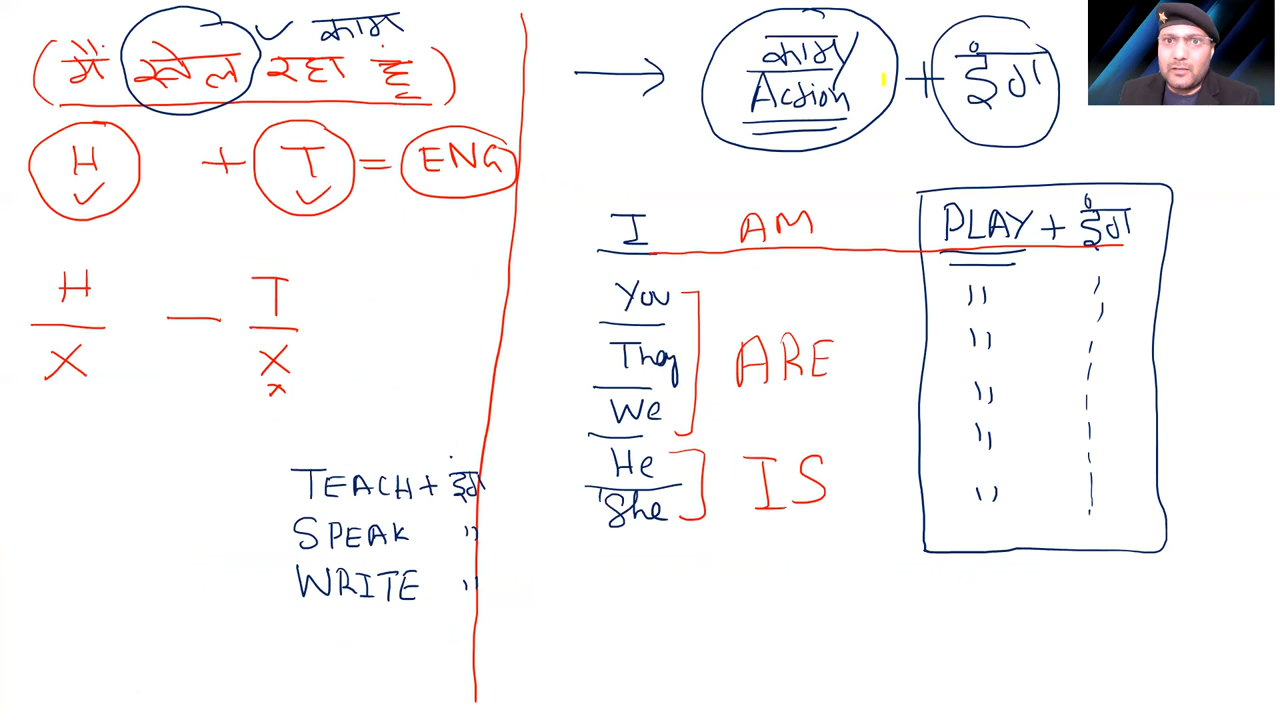 (मैं खेल रहा हूँ) काम
H + T = ENG
H - T
X X
x
TEACH + इंग
SPEAK "
WRITE "
→ काम + इंग
Action
I AM PLAY + इंग
You " "
They ARE " "
We " "
He IS " "
She " "